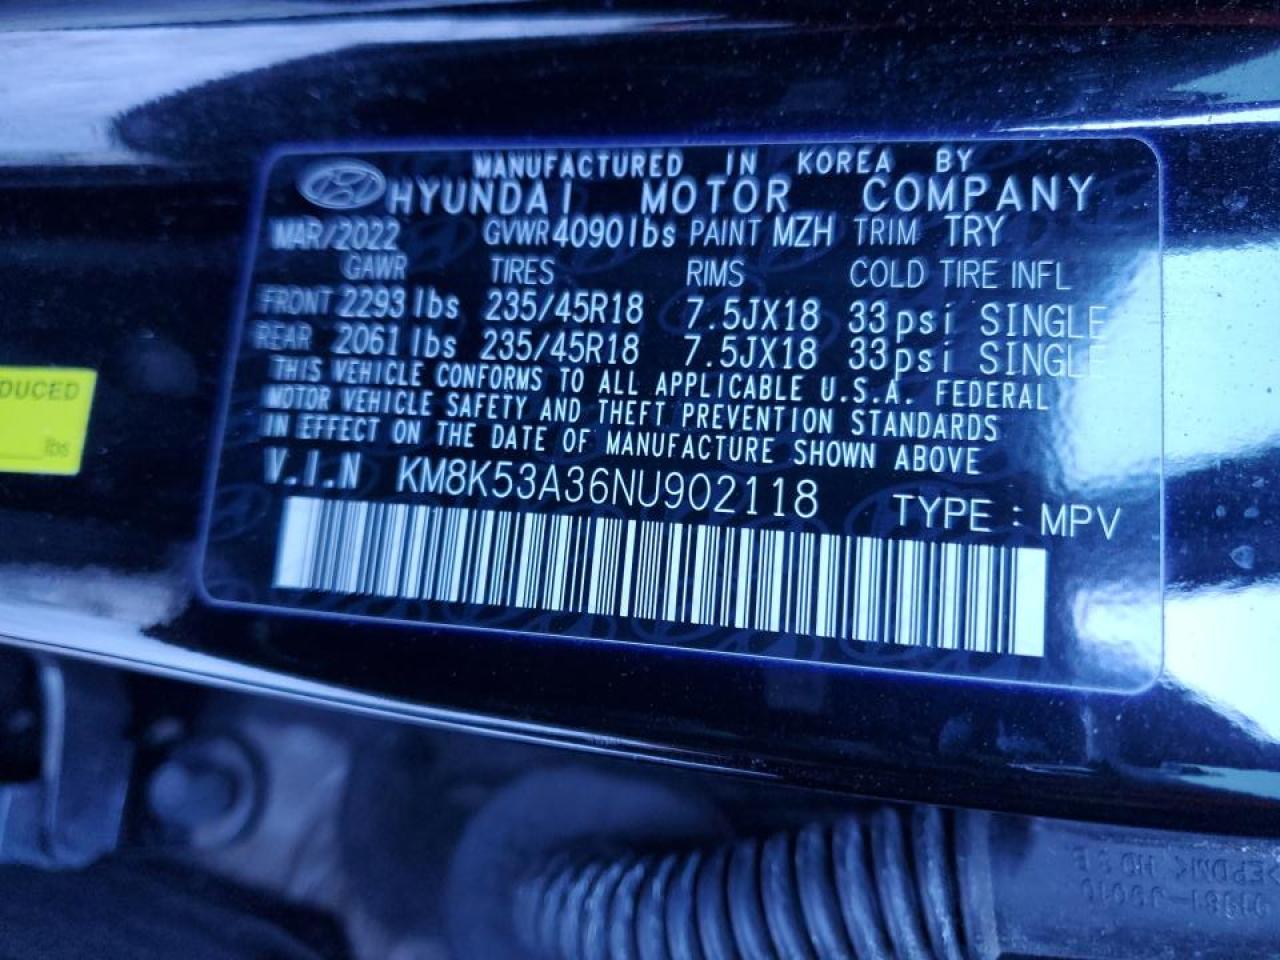 MANUFACTURED IN KOREA BY
HYUNDAI MOTOR COMPANY
MAR/2022 GVWR 4090lbs PAINT MZH TRIM TRY
GAWR TIRES RIMS COLD TIRE INFL
FRONT 2293 lbs 235/45R18 7.5JX18 33psi SINGLE
REAR 2061 lbs 235/45R18 7.5JX18 33psi SINGLE
THIS VEHICLE CONFORMS TO ALL APPLICABLE U.S.A. FEDERAL
MOTOR VEHICLE SAFETY AND THEFT PREVENTION STANDARDS
IN EFFECT ON THE DATE OF MANUFACTURE SHOWN ABOVE
V.I.N KM8K53A36NU902118 TYPE : MPV
DUCED
lbs
>EPDM<